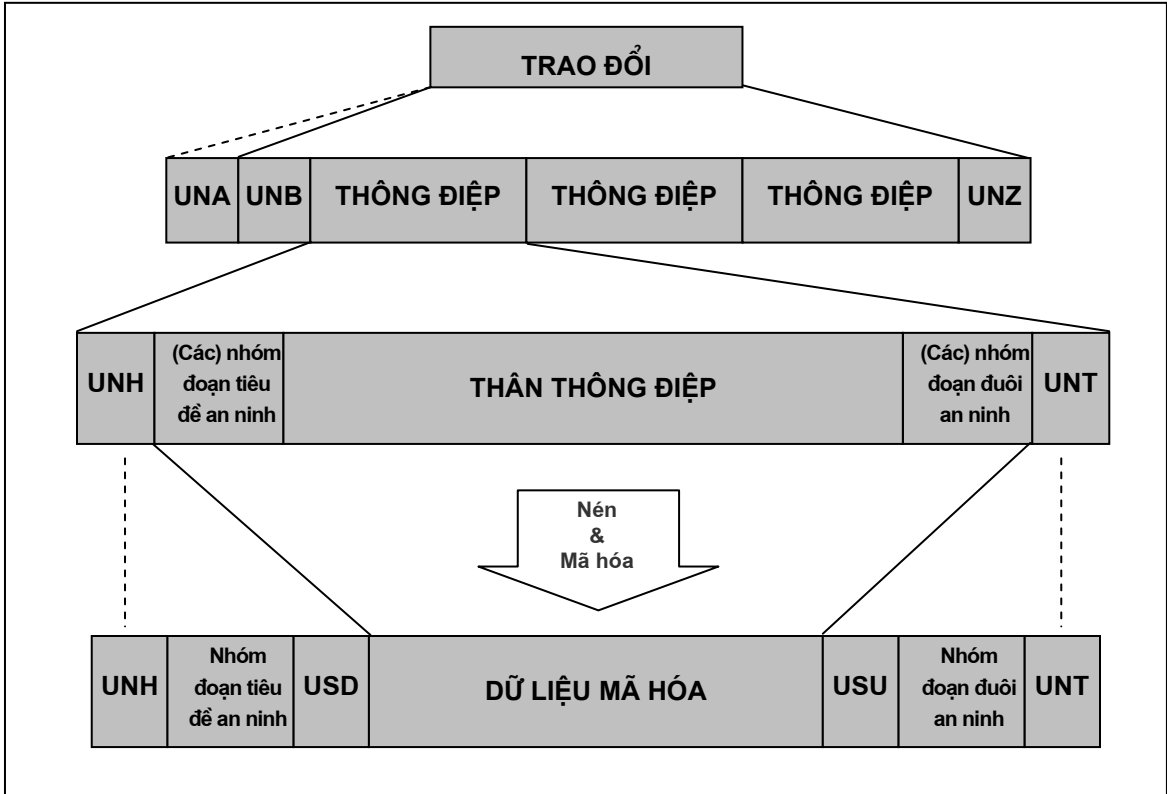 TRAO ĐỔI
UNA
UNB
THÔNG ĐIỆP
THÔNG ĐIỆP
THÔNG ĐIỆP
UNZ
UNH
(Các) nhóm
đoạn tiêu
đề an ninh
THÂN THÔNG ĐIỆP
(Các) nhóm
đoạn đuôi
an ninh
UNT
Nén
&
Mã hóa
UNH
Nhóm
đoạn tiêu
đề an ninh
USD
DỮ LIỆU MÃ HÓA
USU
Nhóm
đoạn đuôi
an ninh
UNT